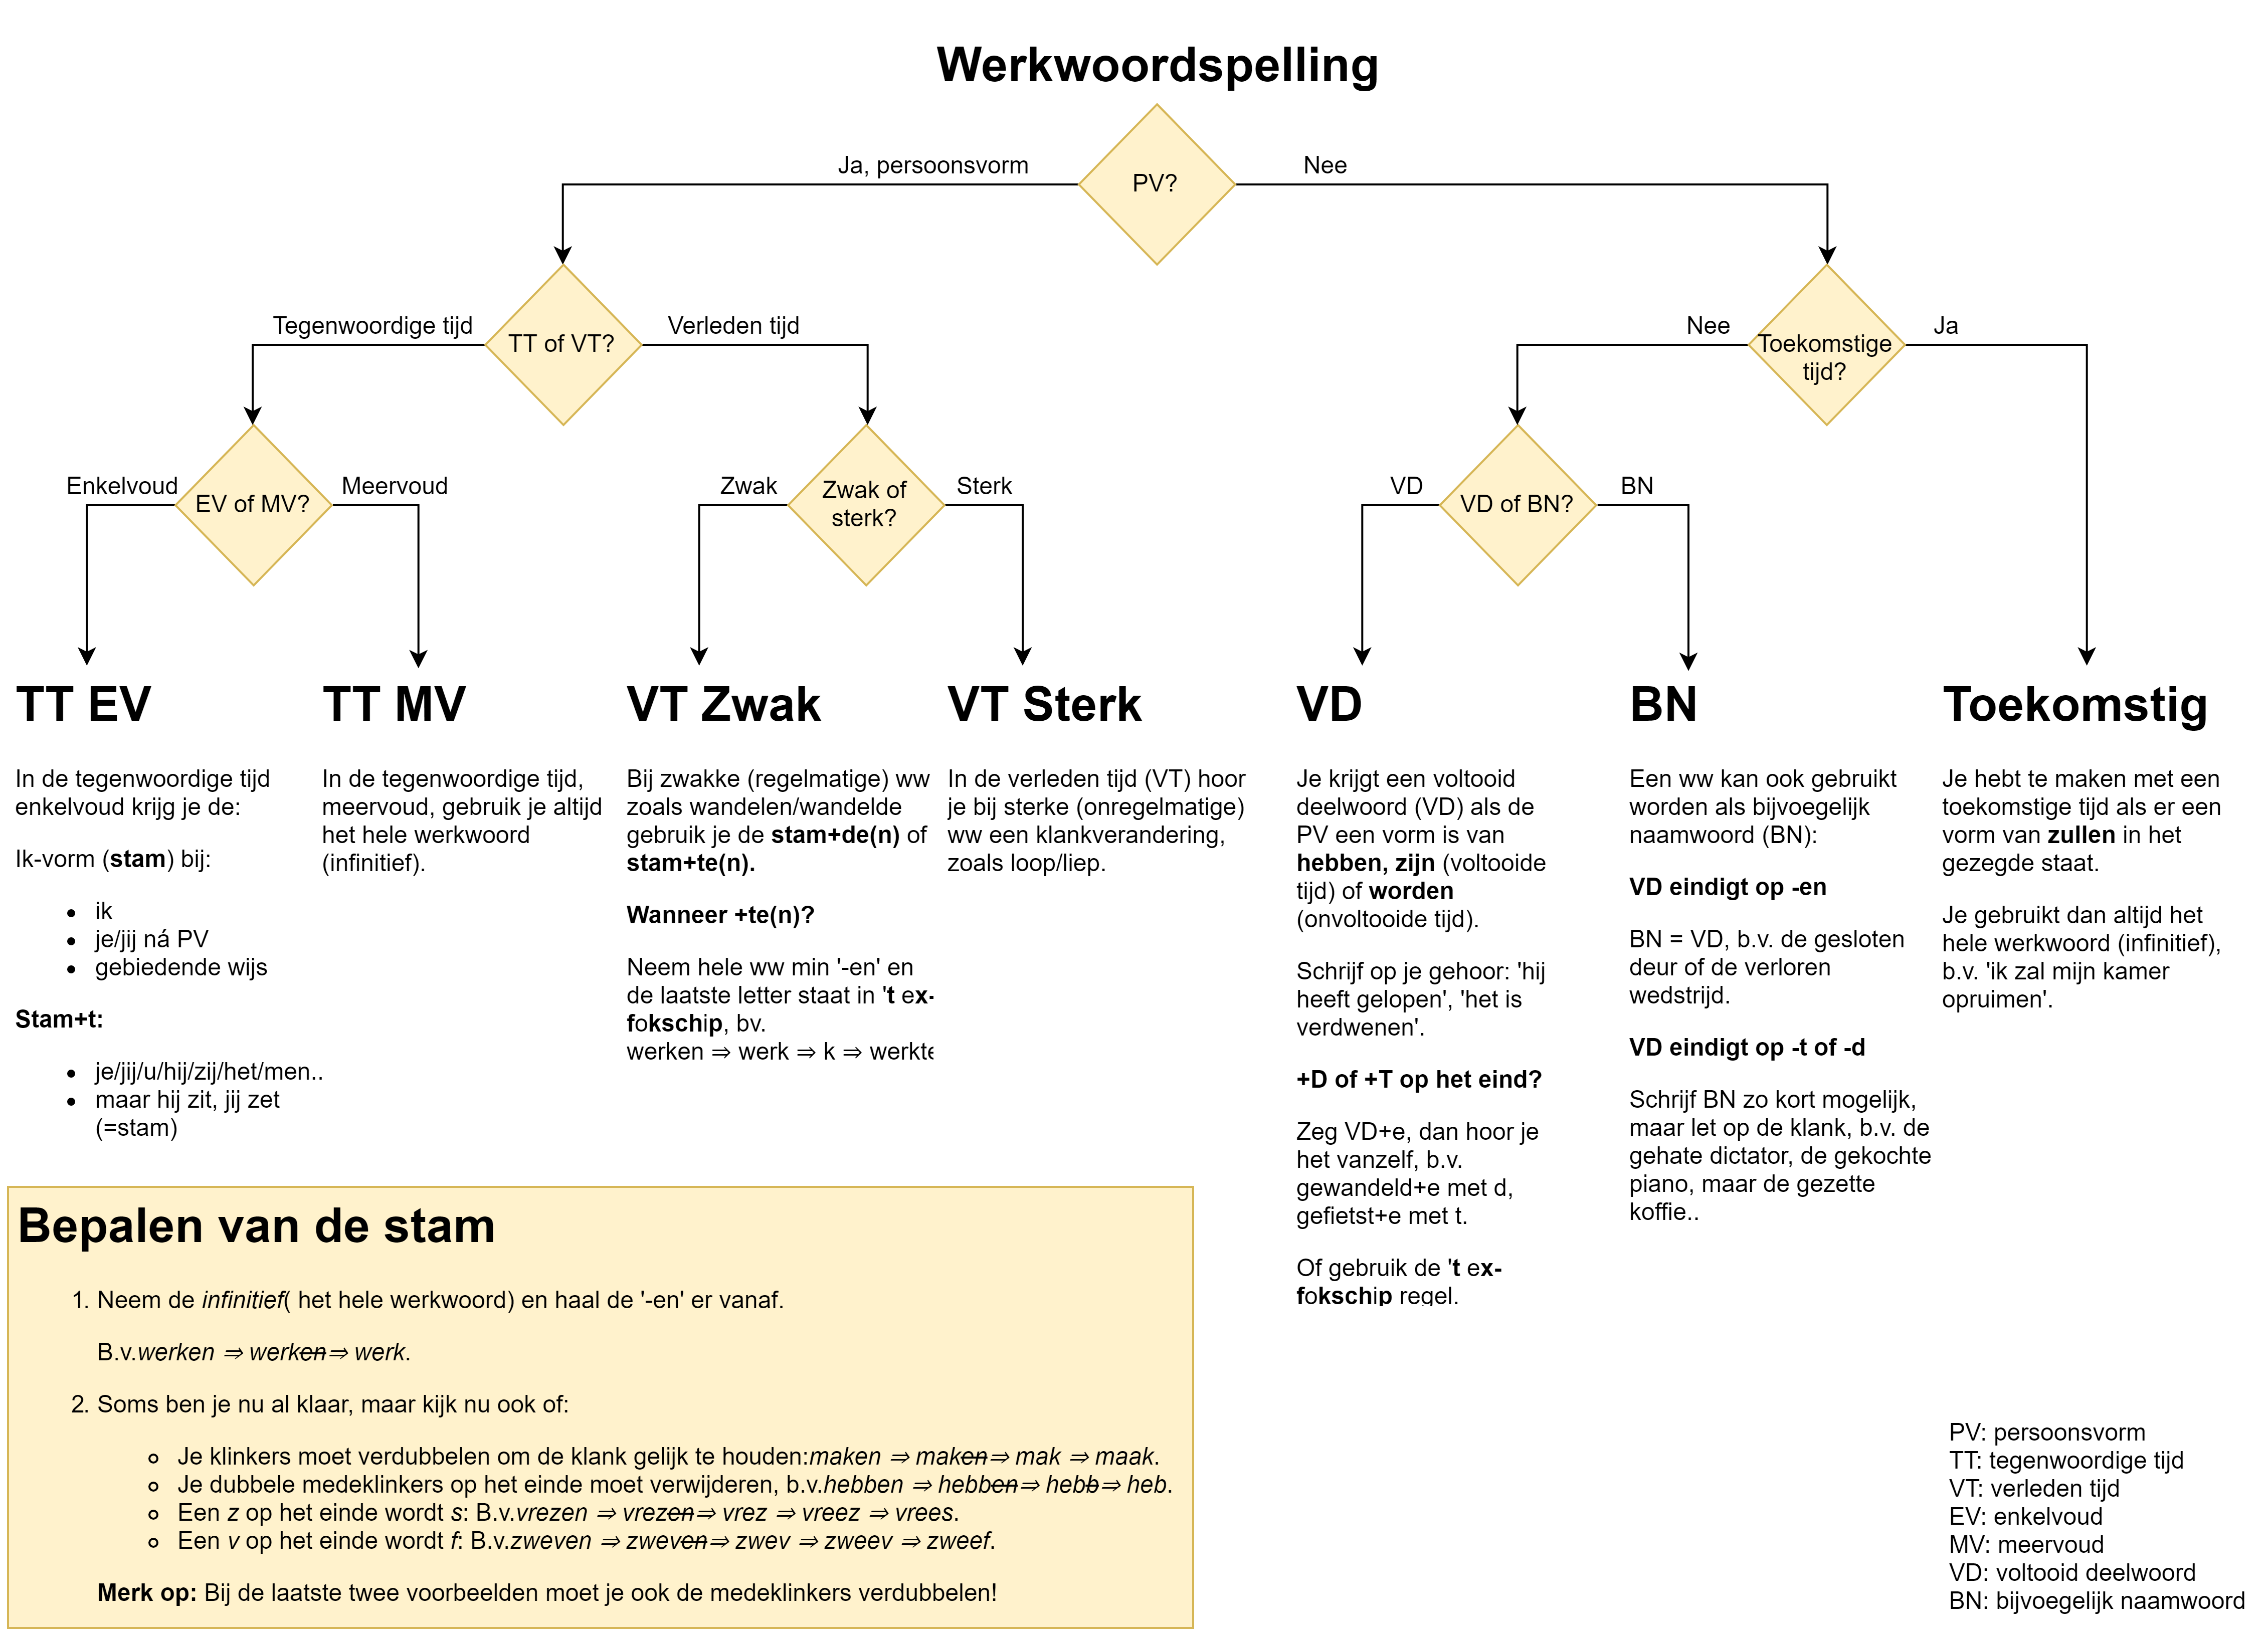 Werkwoordspelling
PV?
Ja, persoonsvorm
Nee
TT of VT?
Tegenwoordige tijd
Verleden tijd
Toekomstige
tijd?
Nee
Ja
EV of MV?
Enkelvoud
Meervoud
Zwak of
sterk?
Zwak
Sterk
VD of BN?
VD
BN
TT EV
In de tegenwoordige tijd
enkelvoud krijg je de:
Ik-vorm (stam) bij:
• ik
• je/jij ná PV
• gebiedende wijs
Stam+t:
• je/jij/u/hij/zij/het/men..
• maar hij zit, jij zet
(=stam)
TT MV
In de tegenwoordige tijd,
meervoud, gebruik je altijd
het hele werkwoord
(infinitief).
VT Zwak
Bij zwakke (regelmatige) ww
zoals wandelen/wandelde
gebruik je de stam+de(n) of
stam+te(n).
Wanneer +te(n)?
Neem hele ww min '-en' en
de laatste letter staat in 't ex-
fokschip, bv.
werken ⇒ werk ⇒ k ⇒ werkte
VT Sterk
In de verleden tijd (VT) hoor
je bij sterke (onregelmatige)
ww een klankverandering,
zoals loop/liep.
VD
Je krijgt een voltooid
deelwoord (VD) als de
PV een vorm is van
hebben, zijn (voltooide
tijd) of worden
(onvoltooide tijd).
Schrijf op je gehoor: 'hij
heeft gelopen', 'het is
verdwenen'.
+D of +T op het eind?
Zeg VD+e, dan hoor je
het vanzelf, b.v.
gewandeld+e met d,
gefietst+e met t.
Of gebruik de 't ex-
fokschip regel.
BN
Een ww kan ook gebruikt
worden als bijvoegelijk
naamwoord (BN):
VD eindigt op -en
BN = VD, b.v. de gesloten
deur of de verloren
wedstrijd.
VD eindigt op -t of -d
Schrijf BN zo kort mogelijk,
maar let op de klank, b.v. de
gehate dictator, de gekochte
piano, maar de gezette
koffie..
Toekomstig
Je hebt te maken met een
toekomstige tijd als er een
vorm van zullen in het
gezegde staat.
Je gebruikt dan altijd het
hele werkwoord (infinitief),
b.v. 'ik zal mijn kamer
opruimen'.
Bepalen van de stam
1. Neem de infinitief( het hele werkwoord) en haal de '-en' er vanaf.
B.v.werken ⇒ werken⇒ werk.
2. Soms ben je nu al klaar, maar kijk nu ook of:
Je klinkers moet verdubbelen om de klank gelijk te houden:maken ⇒ maken⇒ mak ⇒ maak.
Je dubbele medeklinkers op het einde moet verwijderen, b.v.hebben ⇒ hebben⇒ hebb⇒ heb.
Een z op het einde wordt s: B.v.vrezen ⇒ vrezen⇒ vrez ⇒ vreez ⇒ vrees.
Een v op het einde wordt f: B.v.zweven ⇒ zweven⇒ zwev ⇒ zweev ⇒ zweef.
Merk op: Bij de laatste twee voorbeelden moet je ook de medeklinkers verdubbelen!
PV: persoonsvorm
TT: tegenwoordige tijd
VT: verleden tijd
EV: enkelvoud
MV: meervoud
VD: voltooid deelwoord
BN: bijvoegelijk naamwoord